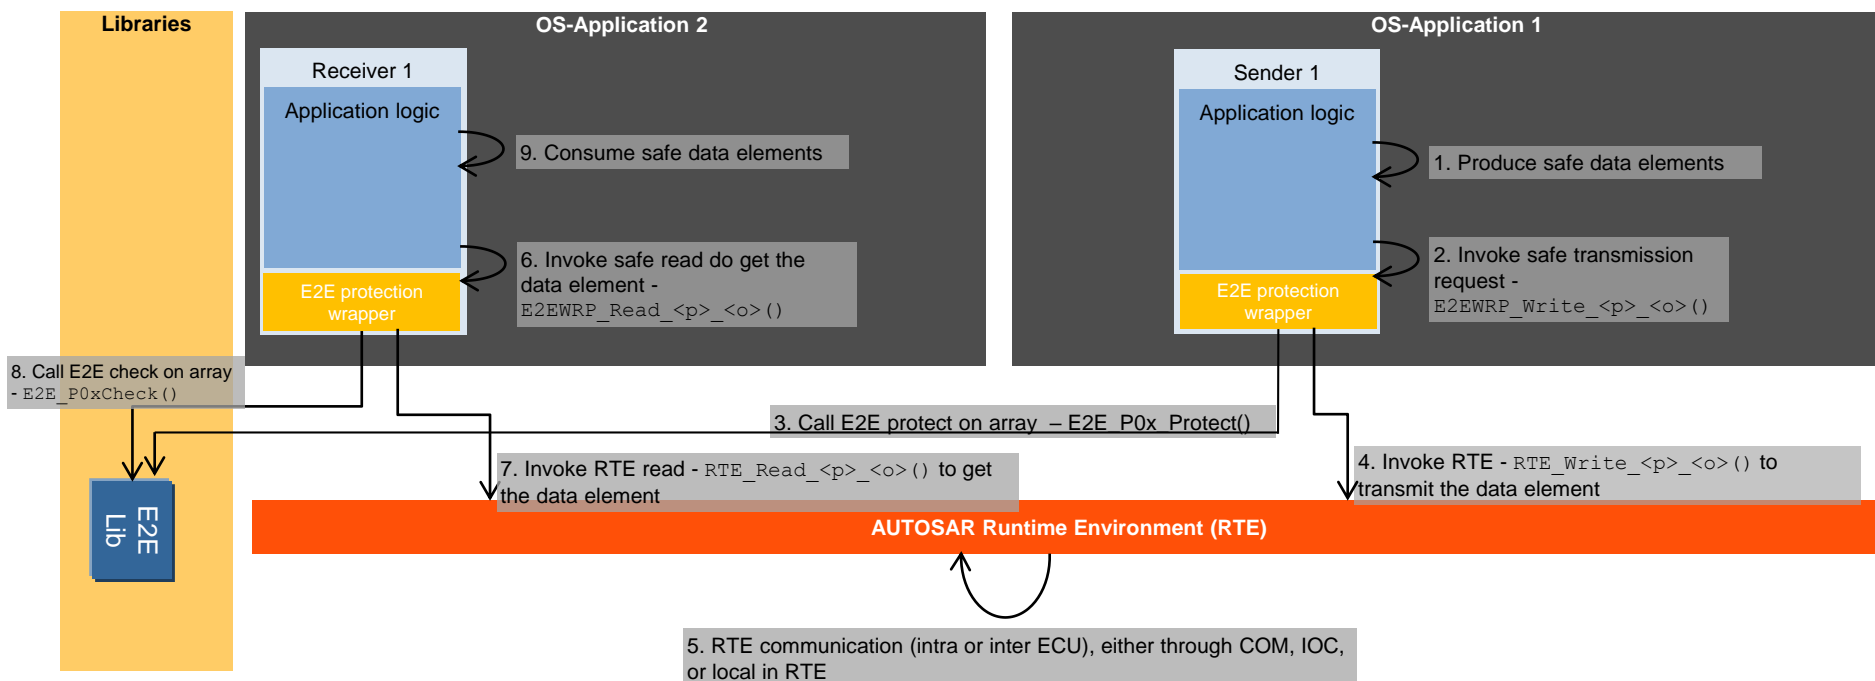 Libraries
OS-Application 2
OS-Application 1
Receiver 1
Application logic
9. Consume safe data elements
6. Invoke safe read do get the
data element -
E2EWRP_Read_<p>_<o>()
E2E protection
wrapper
Sender 1
Application logic
1. Produce safe data elements
2. Invoke safe transmission
request -
E2EWRP_Write_<p>_<o>()
E2E protection
wrapper
8. Call E2E check on array
- E2E_P0xCheck()
3. Call E2E protect on array – E2E_P0x_Protect()
7. Invoke RTE read - RTE_Read_<p>_<o>() to get
the data element
4. Invoke RTE - RTE_Write_<p>_<o>() to
transmit the data element
E2E
Lib
AUTOSAR Runtime Environment (RTE)
5. RTE communication (intra or inter ECU), either through COM, IOC,
or local in RTE